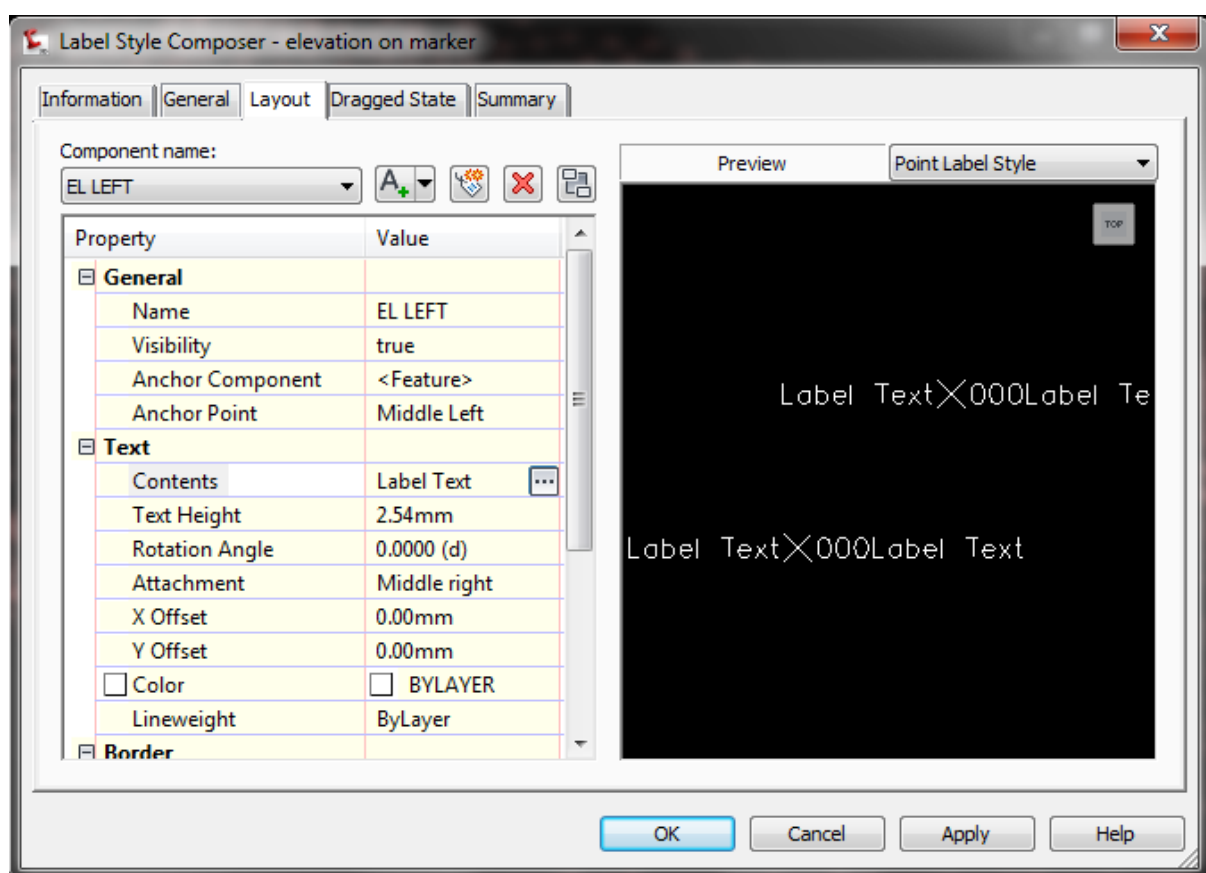 Label Style Composer - elevation on marker
Information General Layout Dragged State Summary
Component name:
EL LEFT
Property Value
General
Name EL LEFT
Visibility true
Anchor Component <Feature>
Anchor Point Middle Left
Text
Contents Label Text ...
Text Height 2.54mm
Rotation Angle 0.0000 (d)
Attachment Middle right
X Offset 0.00mm
Y Offset 0.00mm
Color BYLAYER
Lineweight ByLayer
Border
Preview Point Label Style
TOP
Label Text 000Label Te
Label Text 000Label Text
OK Cancel Apply Help